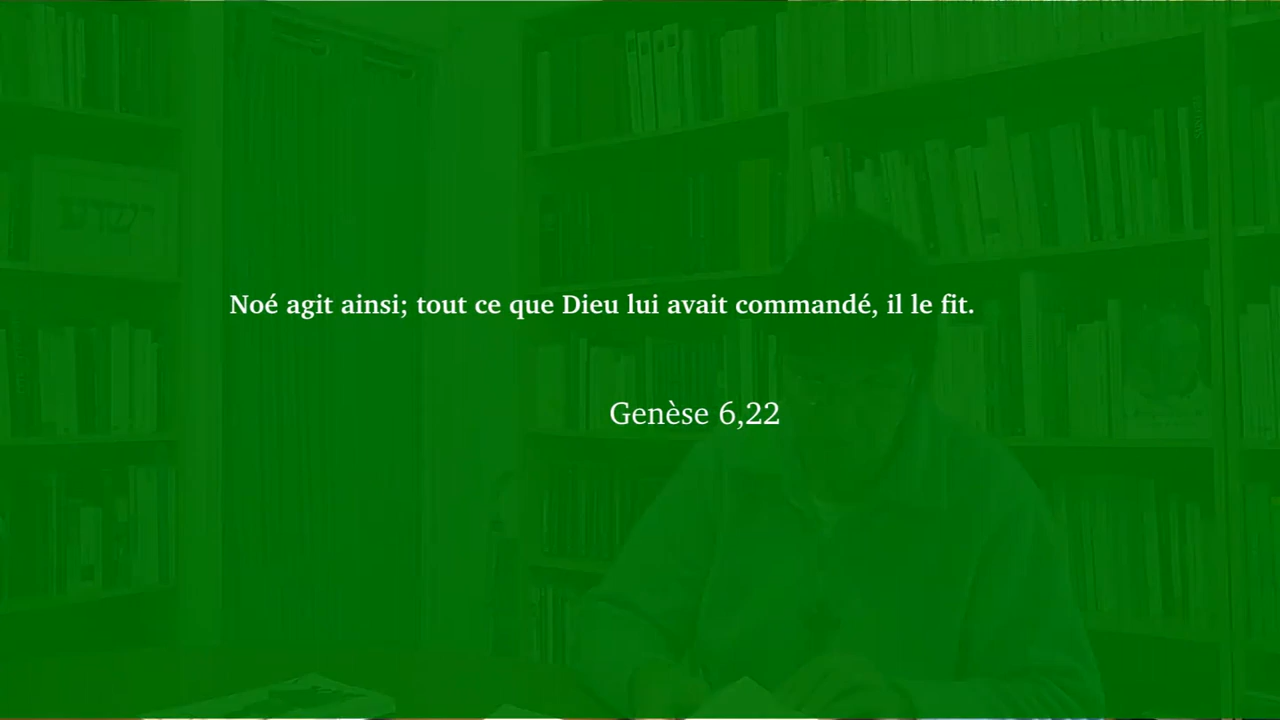 Noé agit ainsi; tout ce que Dieu lui avait commandé, il le fit.
Genèse 6,22